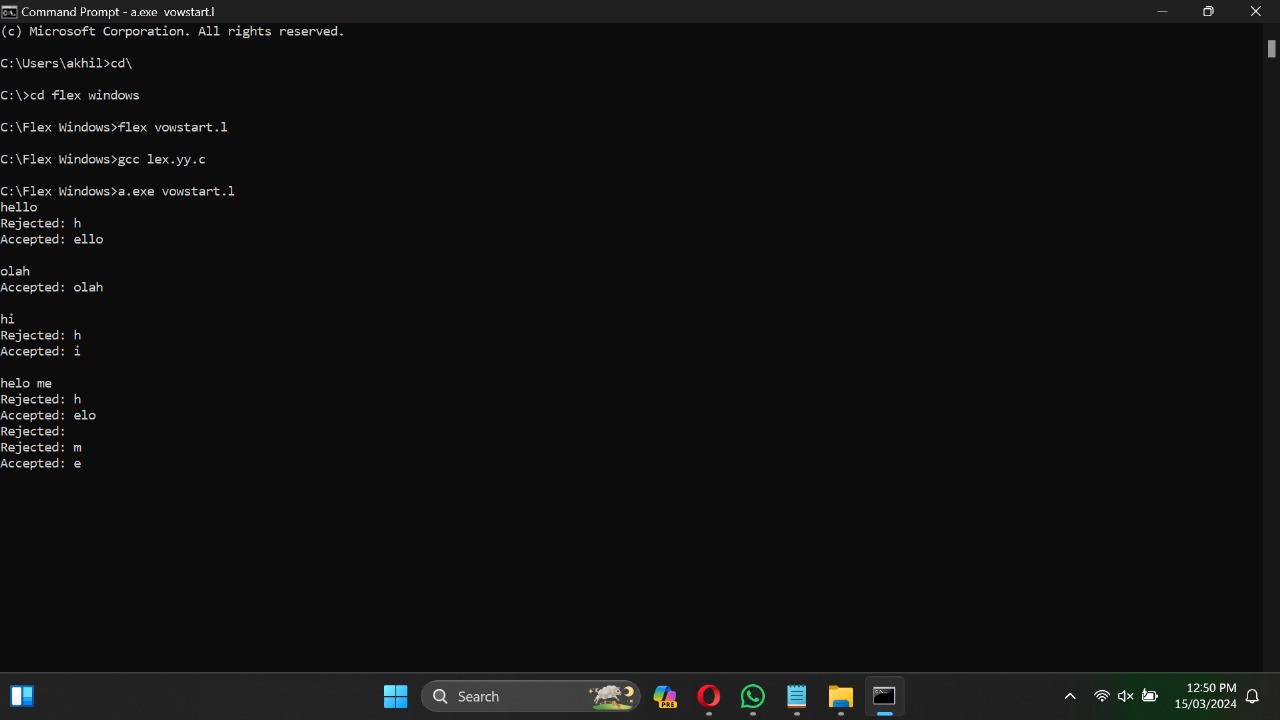 Command Prompt - a.exe  vowstart.l
(c) Microsoft Corporation. All rights reserved.
C:\Users\akhil>cd\
C:\>cd flex windows
C:\Flex Windows>flex vowstart.l
C:\Flex Windows>gcc lex.yy.c
C:\Flex Windows>a.exe vowstart.l
hello
Rejected: h
Accepted: ello
olah
Accepted: olah
hi
Rejected: h
Accepted: i
helo me
Rejected: h
Accepted: elo
Rejected:
Rejected: m
Accepted: e
Search
PRE
12:50 PM
15/03/2024